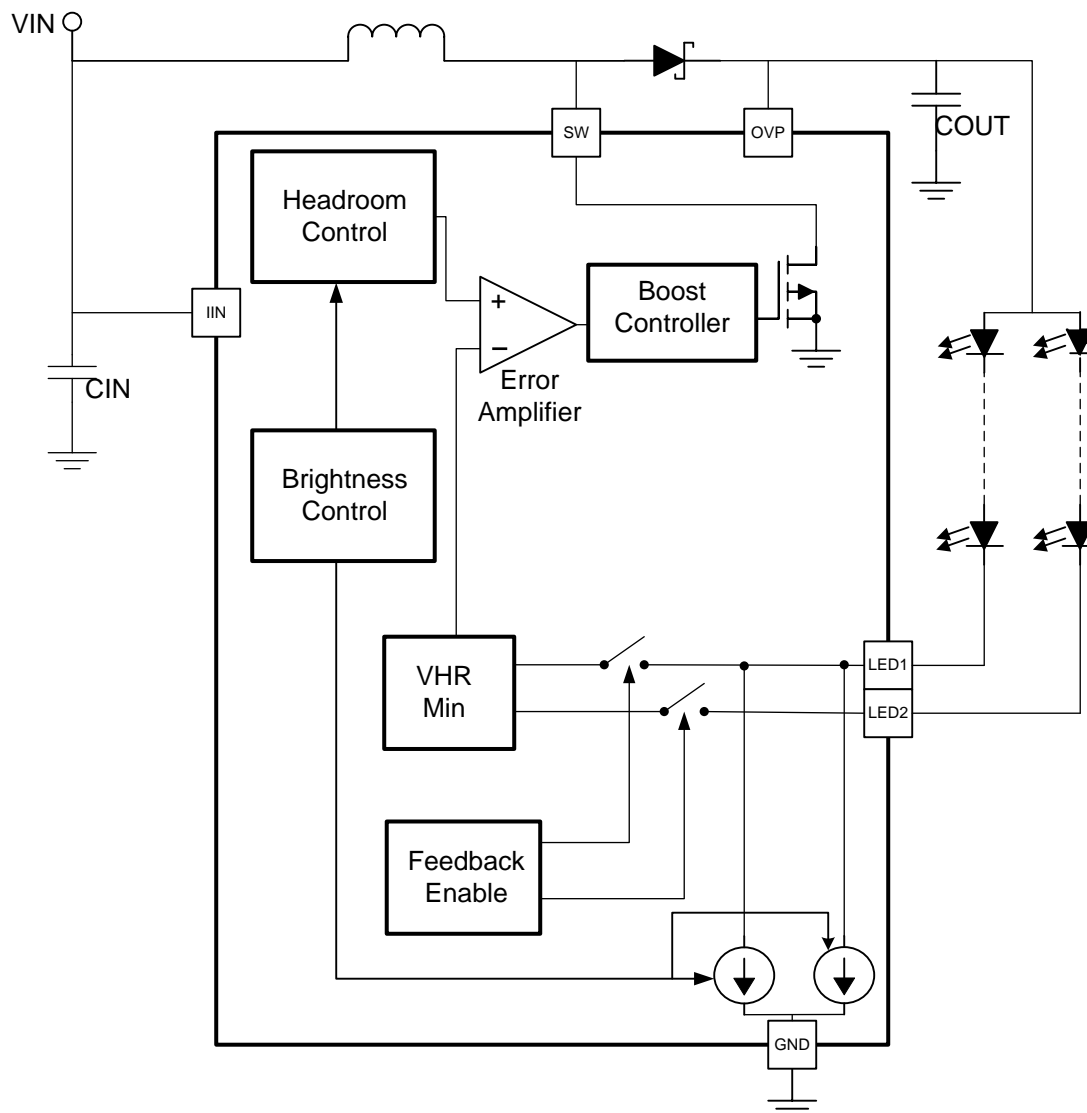 VIN
SW
OVP
COUT
Headroom
Control
IIN
+
−
Error
Amplifier
Boost
Controller
CIN
Brightness
Control
VHR
Min
LED1
LED2
Feedback
Enable
GND